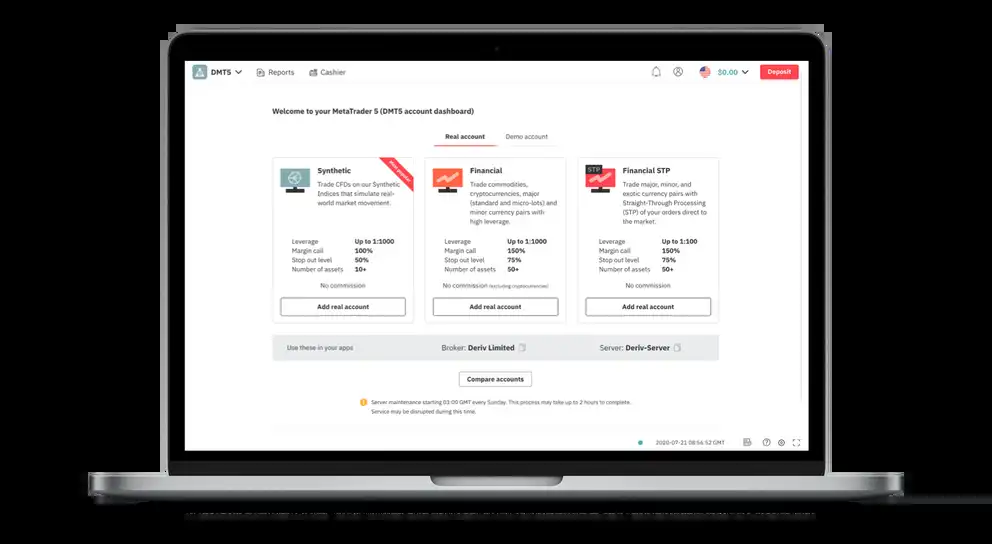 DMT5
Reports
Cashier
$0.00
Deposit
Welcome to your MetaTrader 5 (DMT5 account dashboard)
Real account
Demo account
Most popular
Synthetic
Trade CFDs on our Synthetic
Indices that simulate real-
world market movement.
Leverage Up to 1:1000
Margin call 100%
Stop out level 50%
Number of assets 10+
No commission
Add real account
Financial
Trade commodities,
cryptocurrencies, major
(standard and micro-lots) and
minor currency pairs with
high leverage.
Leverage Up to 1:1000
Margin call 150%
Stop out level 75%
Number of assets 50+
No commission (excluding cryptocurrencies)
Add real account
STP
Financial STP
Trade major, minor, and
exotic currency pairs with
Straight-Through Processing
(STP) of your orders direct to
the market.
Leverage Up to 1:100
Margin call 150%
Stop out level 75%
Number of assets 50+
No commission
Add real account
Use these in your apps
Broker: Deriv Limited
Server: Deriv-Server
Compare accounts
Server maintenance starting 03:00 GMT every Sunday. This process may take up to 2 hours to complete.
Service may be disrupted during this time.
2020-07-21 08:56:52 GMT